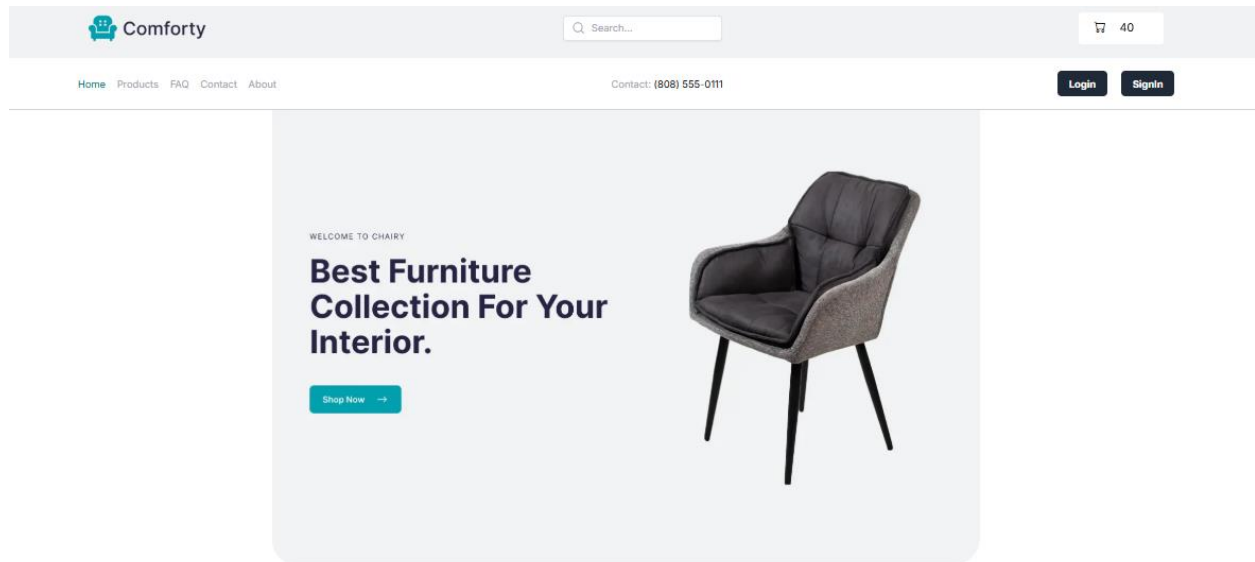 Comforty
Search...
40
Home Products FAQ Contact About
Contact: (808) 555-0111
Login
SignIn
WELCOME TO CHAIRY
Best Furniture
Collection For Your
Interior.
Shop Now →